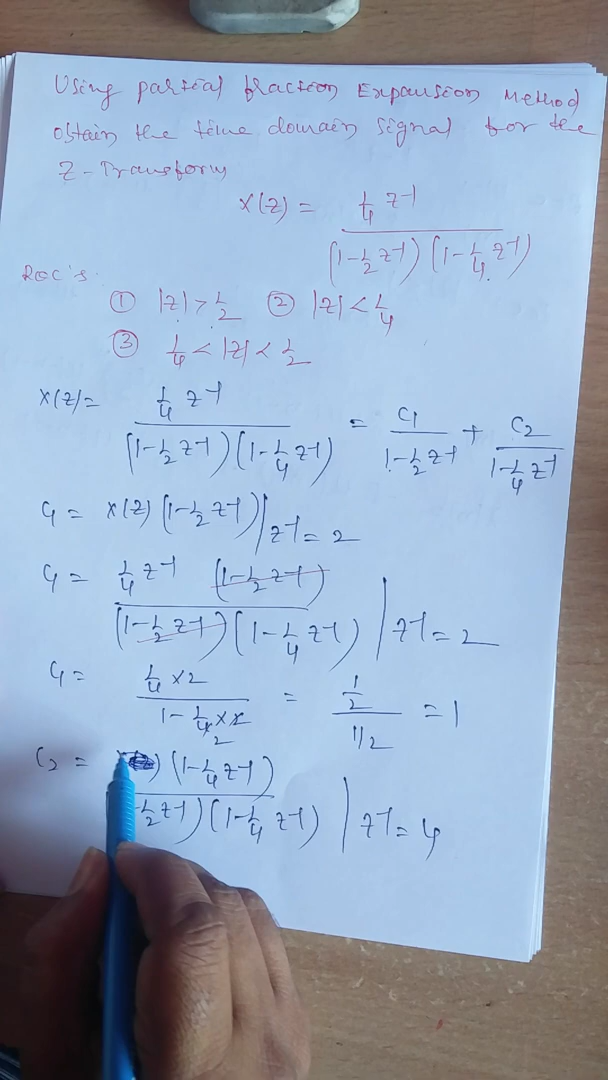 Using partial fraction Expansion Method
obtain the time domain signal for the
Z-Transform
X(z) = 1/4 z^-1 / (1-1/2 z^-1) (1-1/4 z^-1)
ROC's
① |z| > 1/2 ② |z| < 1/4
③ 1/4 < |z| < 1/2
X(z) = 1/4 z^-1 / (1-1/2 z^-1) (1-1/4 z^-1) = C1 / 1-1/2 z^-1 + C2 / 1-1/4 z^-1
C1 = X(z) (1-1/2 z^-1) | z^-1 = 2
C1 = 1/4 z^-1 (1-1/2 z^-1) / (1-1/2 z^-1) (1-1/4 z^-1) | z^-1 = 2
C1 = 1/4 × 2 / 1 - 1/4 × 2 = 1/2 / 1/2 = 1
C2 = (1-1/4 z^-1) / -1/2 z^-1) (1-1/4 z^-1) | z^-1 = 4